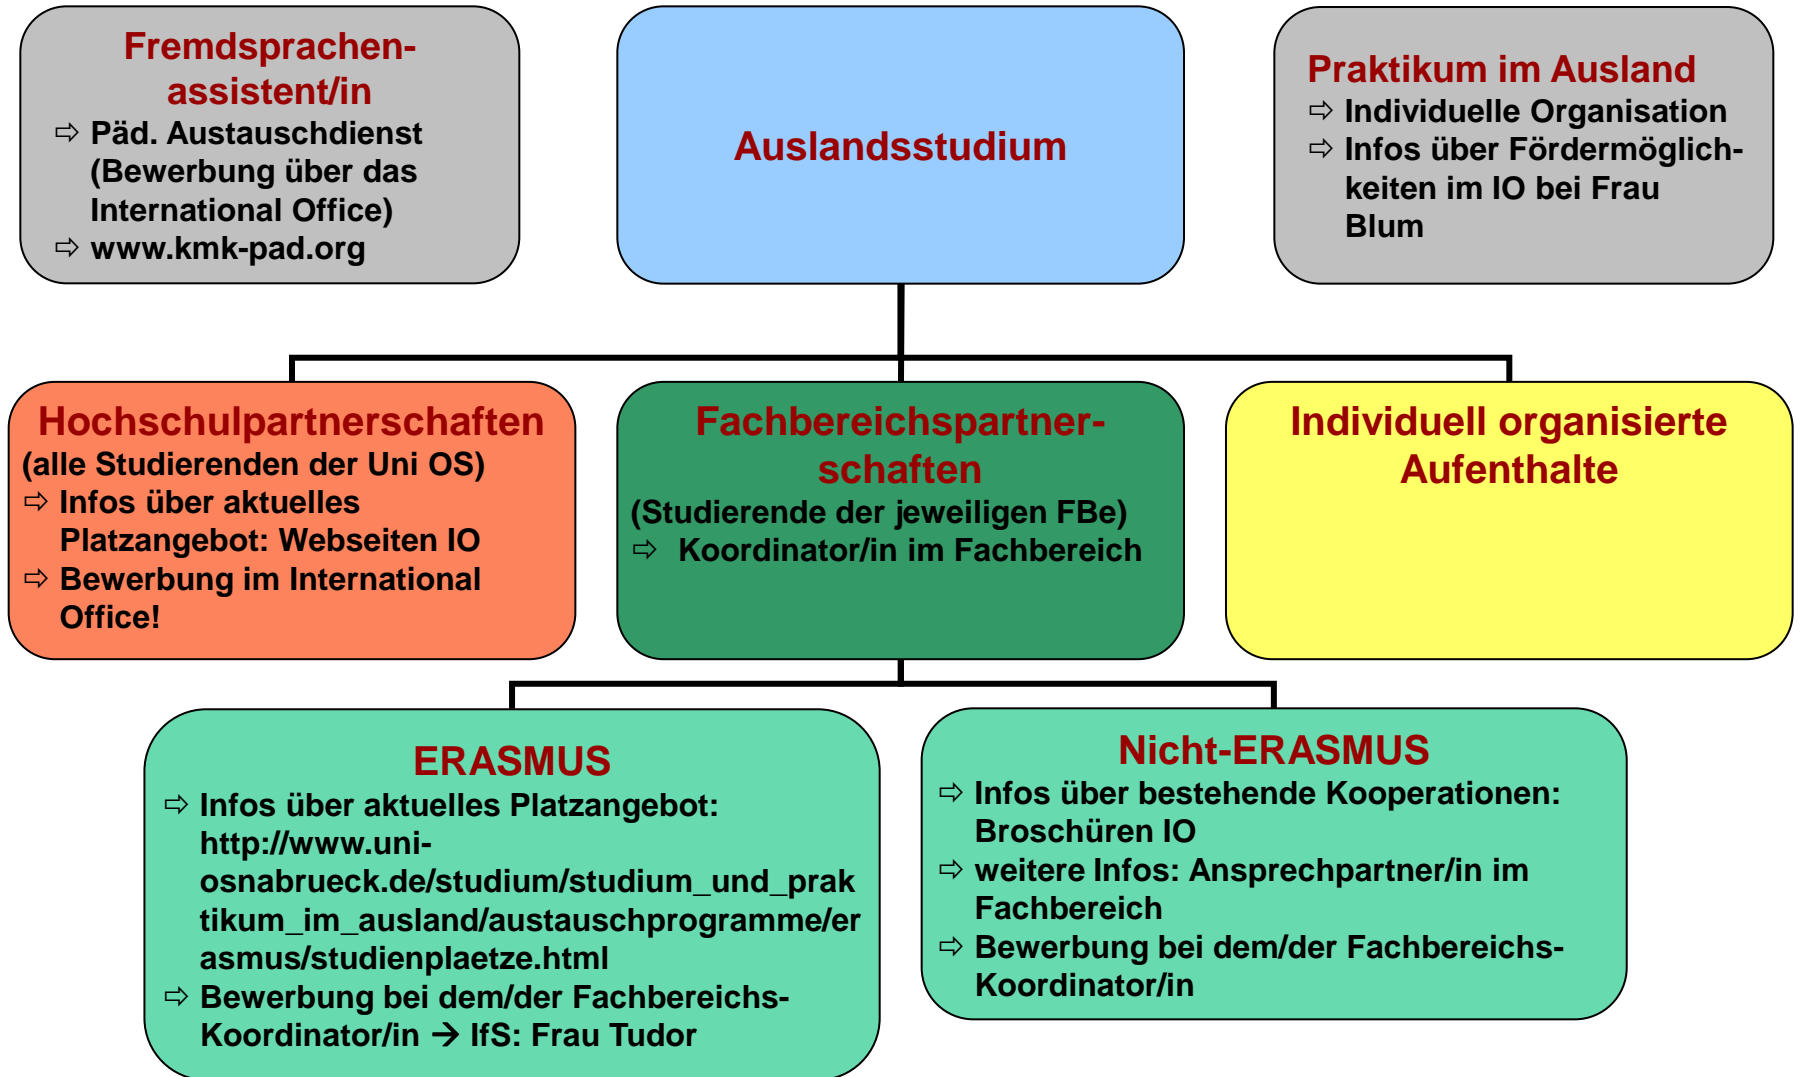 Fremdsprachen-
assistent/in
⇨ Päd. Austauschdienst
(Bewerbung über das
International Office)
⇨ www.kmk-pad.org
Auslandsstudium
Praktikum im Ausland
⇨ Individuelle Organisation
⇨ Infos über Fördermöglich-
keiten im IO bei Frau
Blum
Hochschulpartnerschaften
(alle Studierenden der Uni OS)
⇨ Infos über aktuelles
Platzangebot: Webseiten IO
⇨ Bewerbung im International
Office!
Fachbereichspartner-
schaften
(Studierende der jeweiligen FBe)
⇨ Koordinator/in im Fachbereich
Individuell organisierte
Aufenthalte
ERASMUS
⇨ Infos über aktuelles Platzangebot:
http://www.uni-
osnabrueck.de/studium/studium_und_prak
tikum_im_ausland/austauschprogramme/er
asmus/studienplaetze.html
⇨ Bewerbung bei dem/der Fachbereichs-
Koordinator/in → IfS: Frau Tudor
Nicht-ERASMUS
⇨ Infos über bestehende Kooperationen:
Broschüren IO
⇨ weitere Infos: Ansprechpartner/in im
Fachbereich
⇨ Bewerbung bei dem/der Fachbereichs-
Koordinator/in